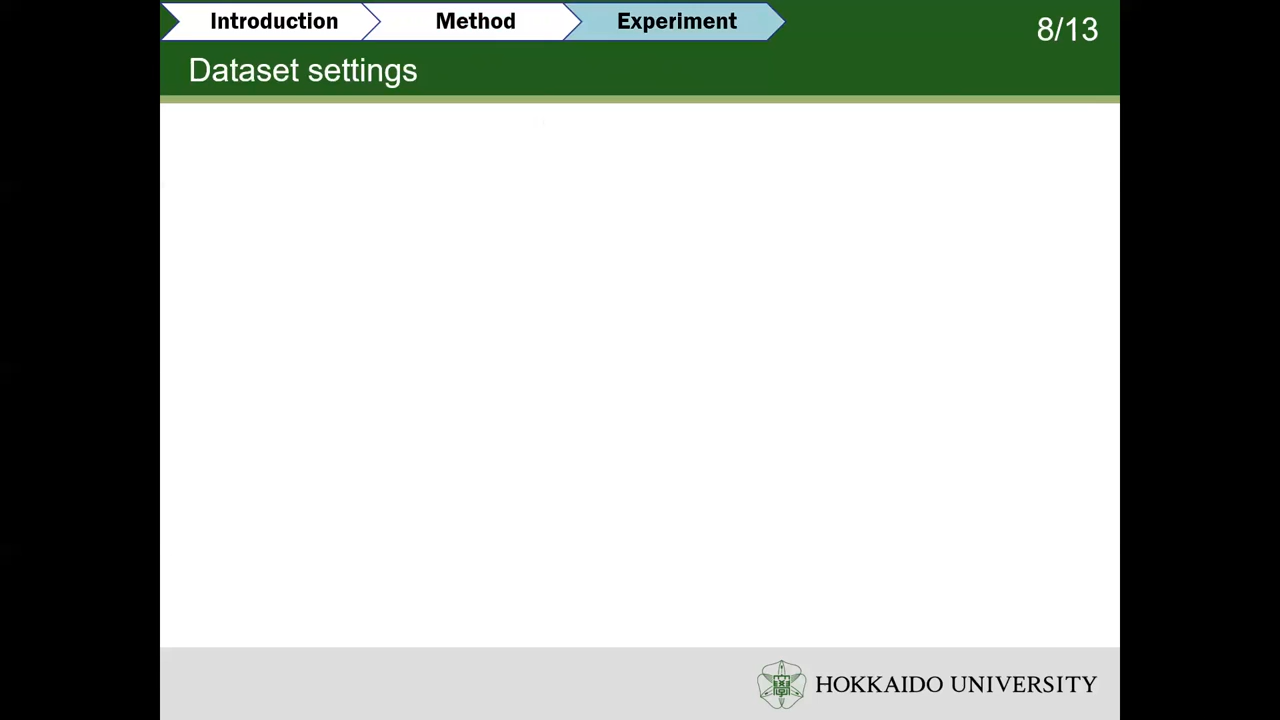 Introduction
Method
Experiment
8/13
Dataset settings
HOKKAIDO UNIVERSITY